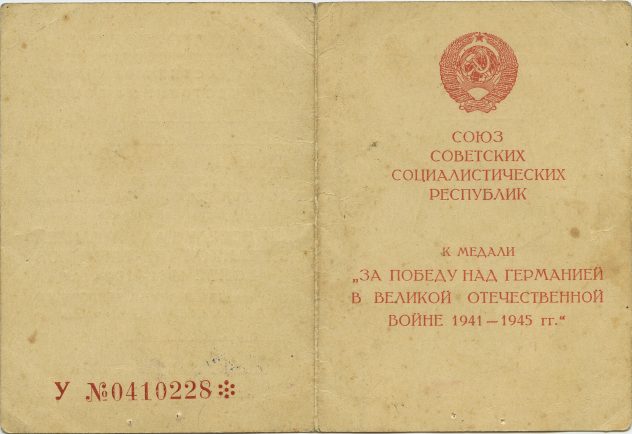 У №0410228
СОЮЗ
СОВЕТСКИХ
СОЦИАЛИСТИЧЕСКИХ
РЕСПУБЛИК
К МЕДАЛИ
„ЗА ПОБЕДУ НАД ГЕРМАНИЕЙ
В ВЕЛИКОЙ ОТЕЧЕСТВЕННОЙ
ВОЙНЕ 1941—1945 гг.“